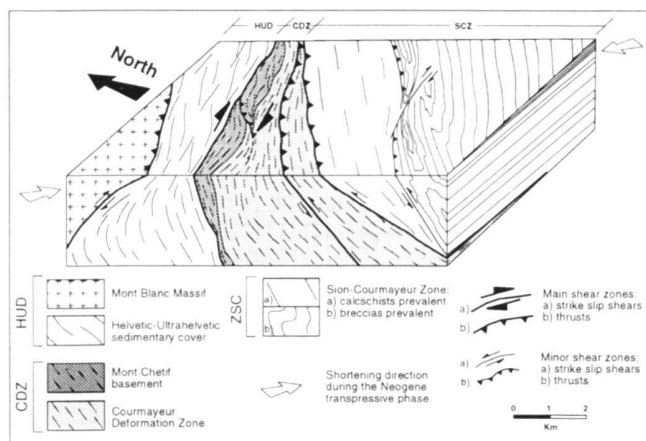 HUD CDZ SCZ
North
HUD
Mont Blanc Massif
Helvetic-Ultrahelvetic
sedimentary cover
CDZ
Mont Chetif
basement
Courmayeur
Deformation Zone
ZSC
a)
b)
Sion-Courmayeur Zone:
a) calcschists prevalent
b) breccias prevalent
Shortening direction
during the Neogene
transpressive phase.
a)
b)
Main shear zones:
a) strike slip shears
b) thrusts
a)
b)
Minor shear zones:
a) strike slip shears
b) thrusts
0 1 2
Km